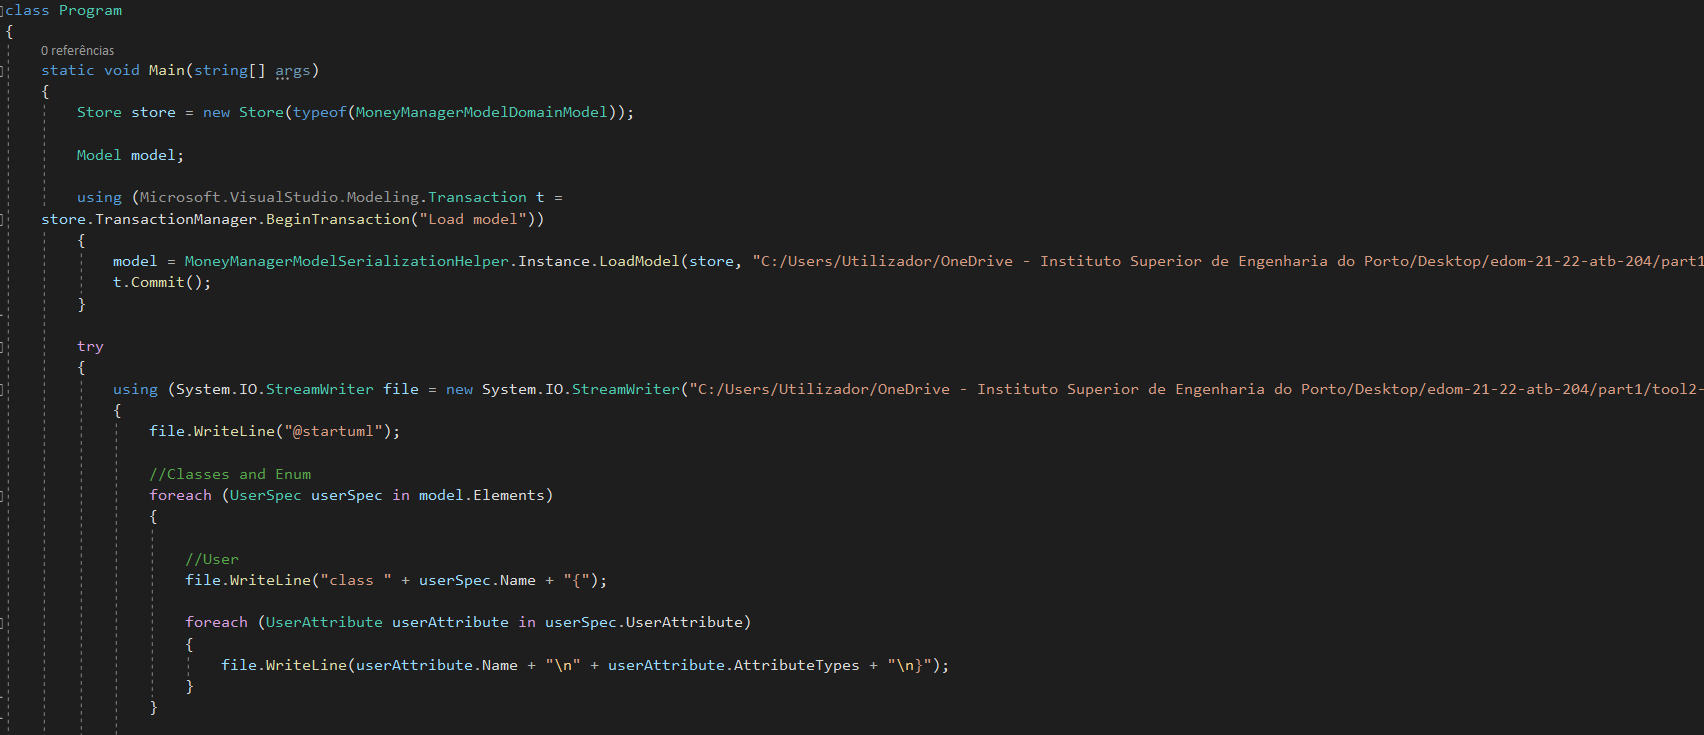 class Program
{
0 referências
static void Main(string[] args)
{
Store store = new Store(typeof(MoneyManagerModelDomainModel));
Model model;
using (Microsoft.VisualStudio.Modeling.Transaction t =
store.TransactionManager.BeginTransaction("Load model"))
{
model = MoneyManagerModelSerializationHelper.Instance.LoadModel(store, "C:/Users/Utilizador/OneDrive - Instituto Superior de Engenharia do Porto/Desktop/edom-21-22-atb-204/part1
t.Commit();
}
try
{
using (System.IO.StreamWriter file = new System.IO.StreamWriter("C:/Users/Utilizador/OneDrive - Instituto Superior de Engenharia do Porto/Desktop/edom-21-22-atb-204/part1/tool2-
{
file.WriteLine("@startuml");
//Classes and Enum
foreach (UserSpec userSpec in model.Elements)
{
//User
file.WriteLine("class " + userSpec.Name + "{");
foreach (UserAttribute userAttribute in userSpec.UserAttribute)
{
file.WriteLine(userAttribute.Name + "\n" + userAttribute.AttributeTypes + "\n}");
}
}